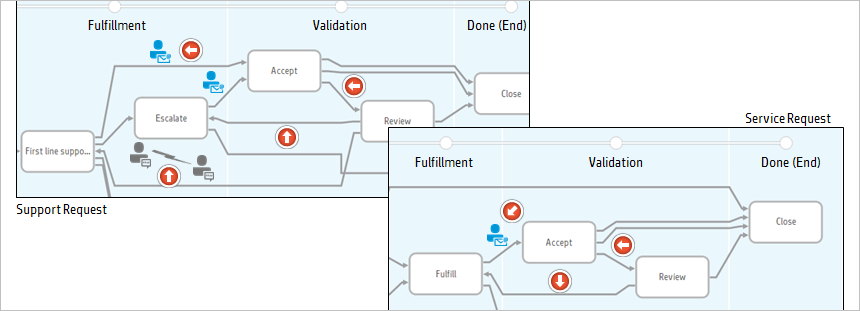 Fulfillment
Validation
Done (End)
Accept
Close
Escalate
Review
First line suppo...
Support Request
Service Request
Fulfillment
Validation
Done (End)
Close
Accept
Fulfill
Review